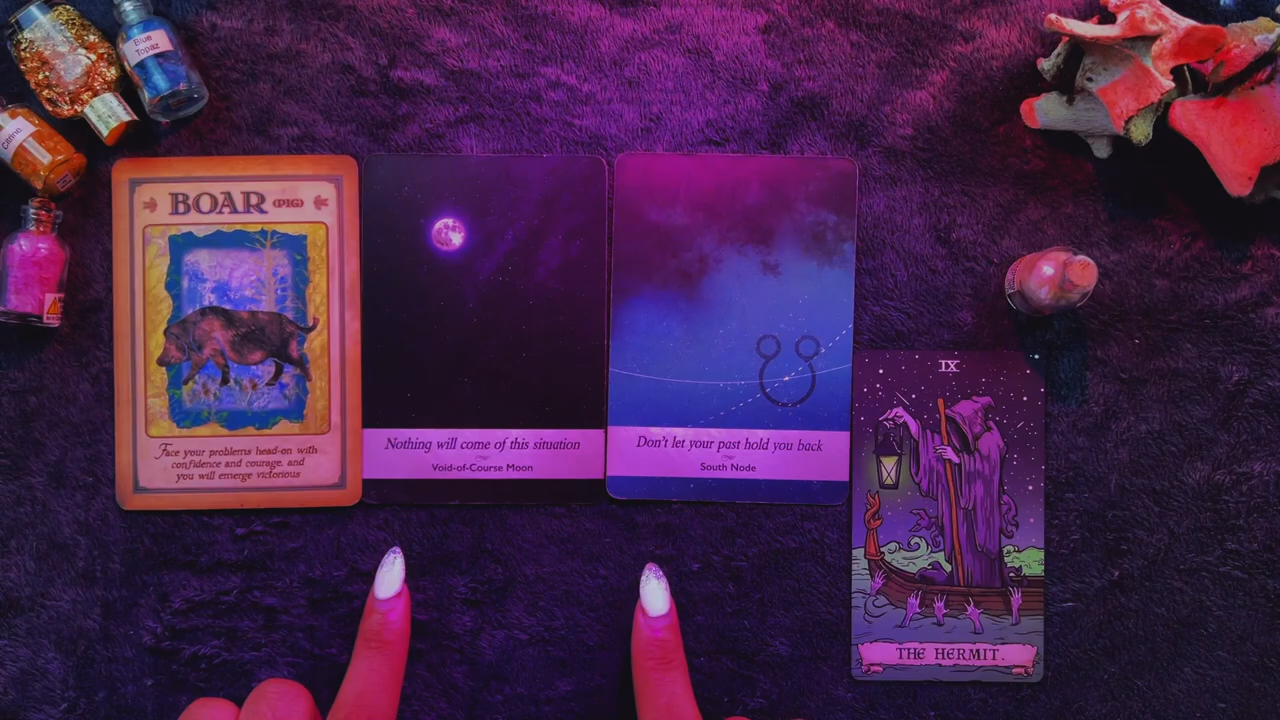 Blue
Topaz
Citrine
BOAR (PIG)
Face your problems head-on with
confidence and courage, and
you will emerge victorious
Nothing will come of this situation
Void-of-Course Moon
Don't let your past hold you back
South Node
IX
THE HERMIT.